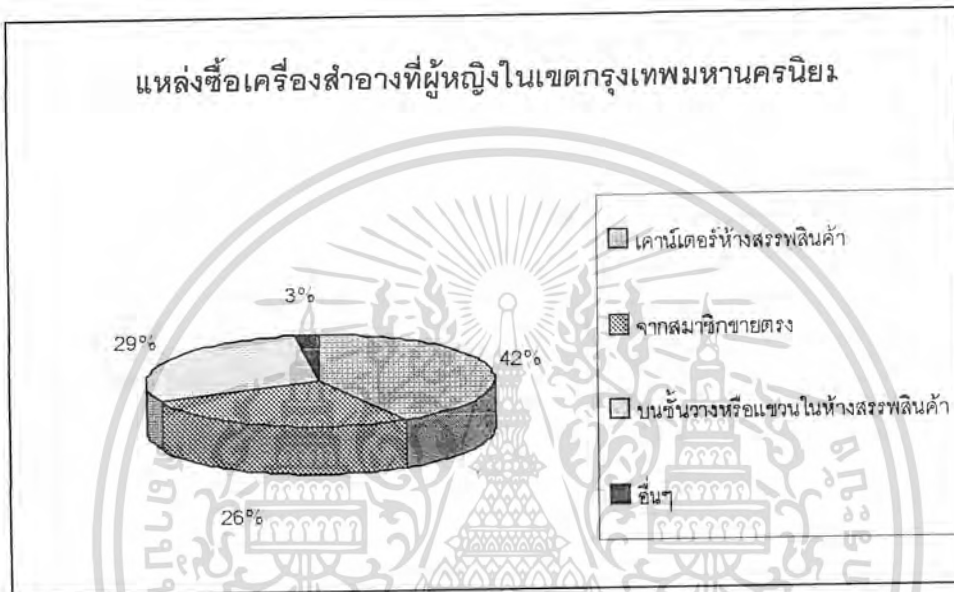 แหล่งซื้อเครื่องสำอางที่ผู้หญิงในเขตกรุงเทพมหานครนิยม
3%
29%
42%
26%
เคาน์เตอร์ห้างสรรพสินค้า
จากสมาชิกขายตรง
บนชั้นวางหรือแขวนในห้างสรรพสินค้า
อื่นๆ